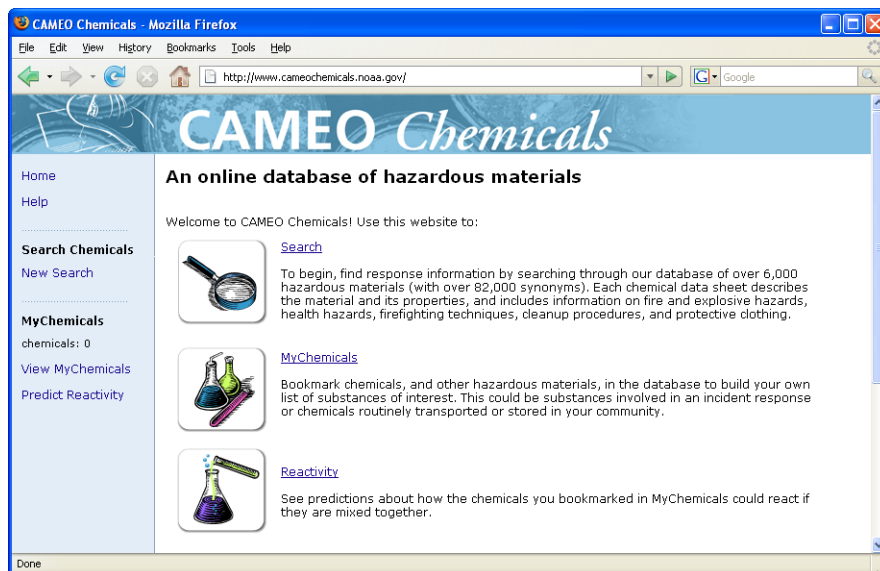 CAMEO Chemicals - Mozilla Firefox
File Edit View History Bookmarks Tools Help
http://www.cameochemicals.noaa.gov/
G Google
CAMEO Chemicals
Home
Help
Search Chemicals
New Search
MyChemicals
chemicals: 0
View MyChemicals
Predict Reactivity
An online database of hazardous materials
Welcome to CAMEO Chemicals! Use this website to:
Search
To begin, find response information by searching through our database of over 6,000
hazardous materials (with over 82,000 synonyms). Each chemical data sheet describes
the material and its properties, and includes information on fire and explosive hazards,
health hazards, firefighting techniques, cleanup procedures, and protective clothing.
MyChemicals
Bookmark chemicals, and other hazardous materials, in the database to build your own
list of substances of interest. This could be substances involved in an incident response
or chemicals routinely transported or stored in your community.
Reactivity
See predictions about how the chemicals you bookmarked in MyChemicals could react if
they are mixed together.
Done